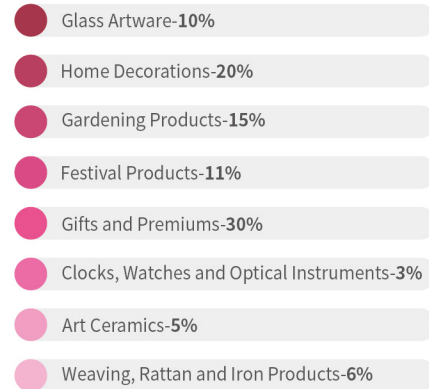 Glass Artware-10%
Home Decorations-20%
Gardening Products-15%
Festival Products-11%
Gifts and Premiums-30%
Clocks, Watches and Optical Instruments-3%
Art Ceramics-5%
Weaving, Rattan and Iron Products-6%